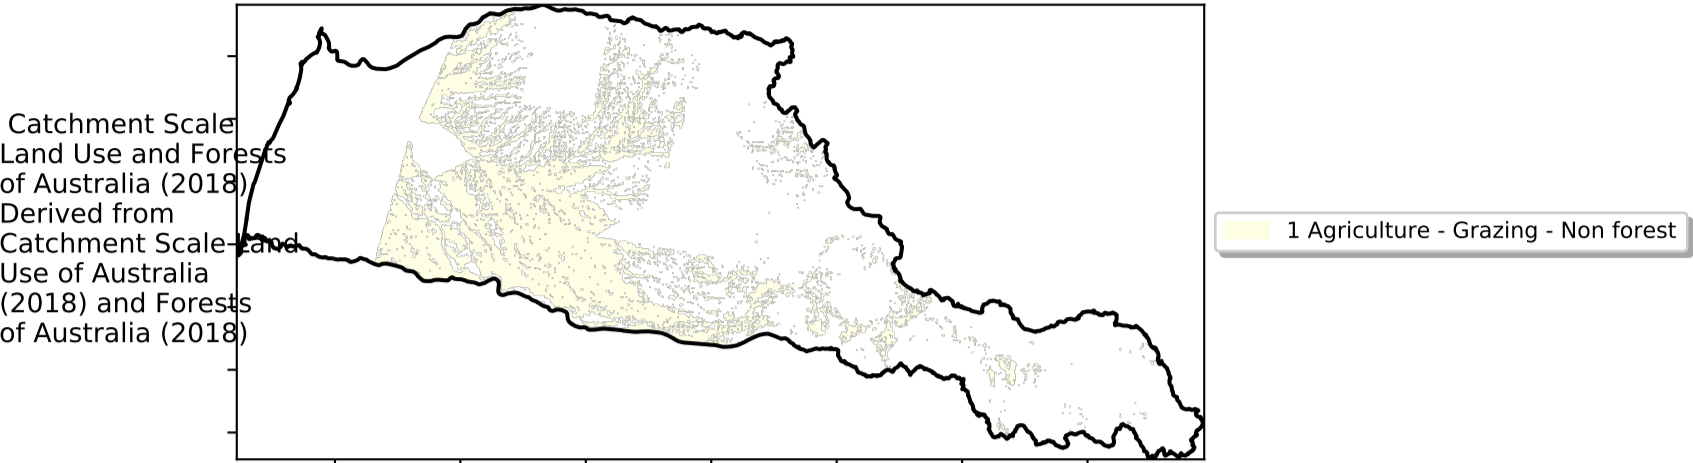 Catchment Scale
Land Use and Forests
of Australia (2018)
Derived from
Catchment Scale Land
Use of Australia
(2018) and Forests
of Australia (2018)
1 Agriculture - Grazing - Non forest